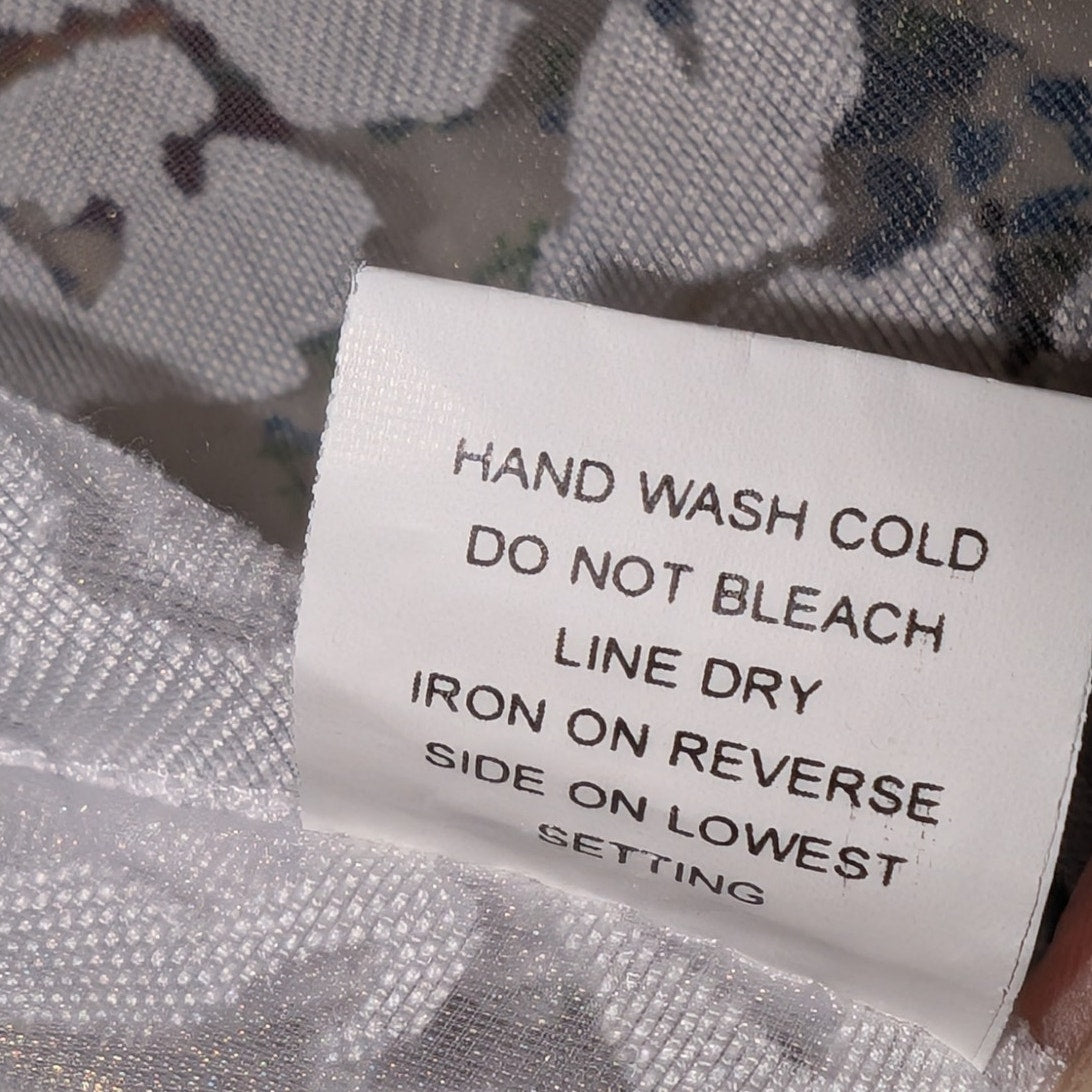 HAND WASH COLD
DO NOT BLEACH
LINE DRY
IRON ON REVERSE
SIDE ON LOWEST
SETTING